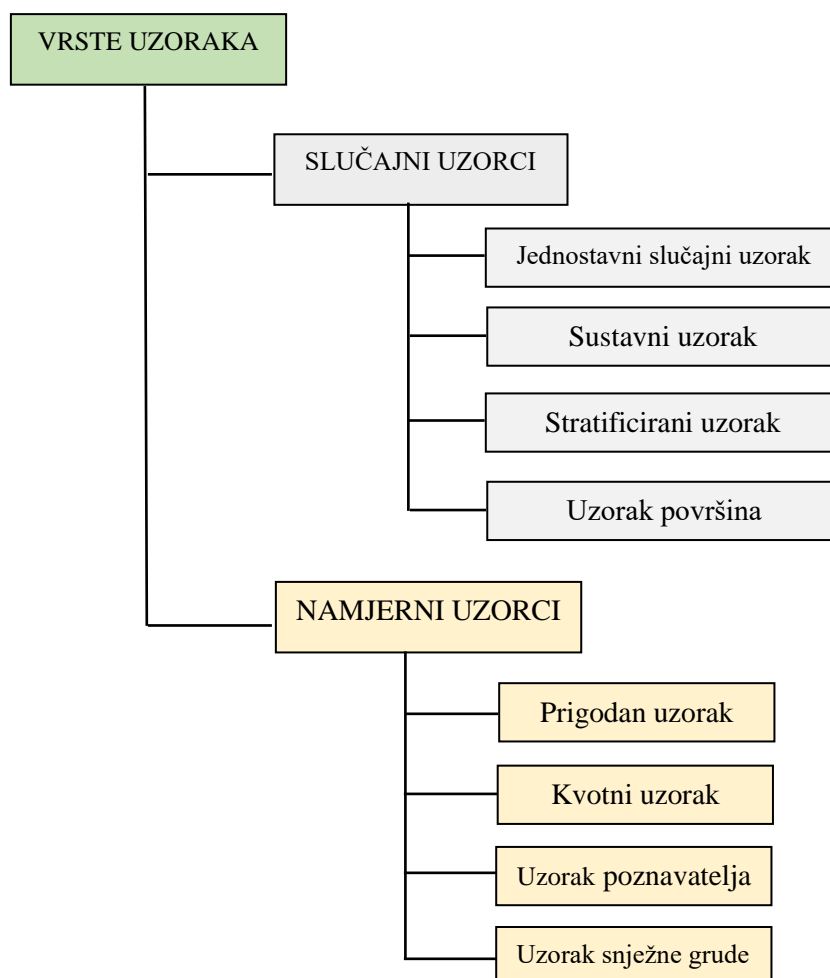 VRSTE UZORAKA
SLUČAJNI UZORCI
Jednostavni slučajni uzorak
Sustavni uzorak
Stratificirani uzorak
Uzorak površina
NAMJERNI UZORCI
Prigodan uzorak
Kvotni uzorak
Uzorak poznavatelja
Uzorak snježne grude